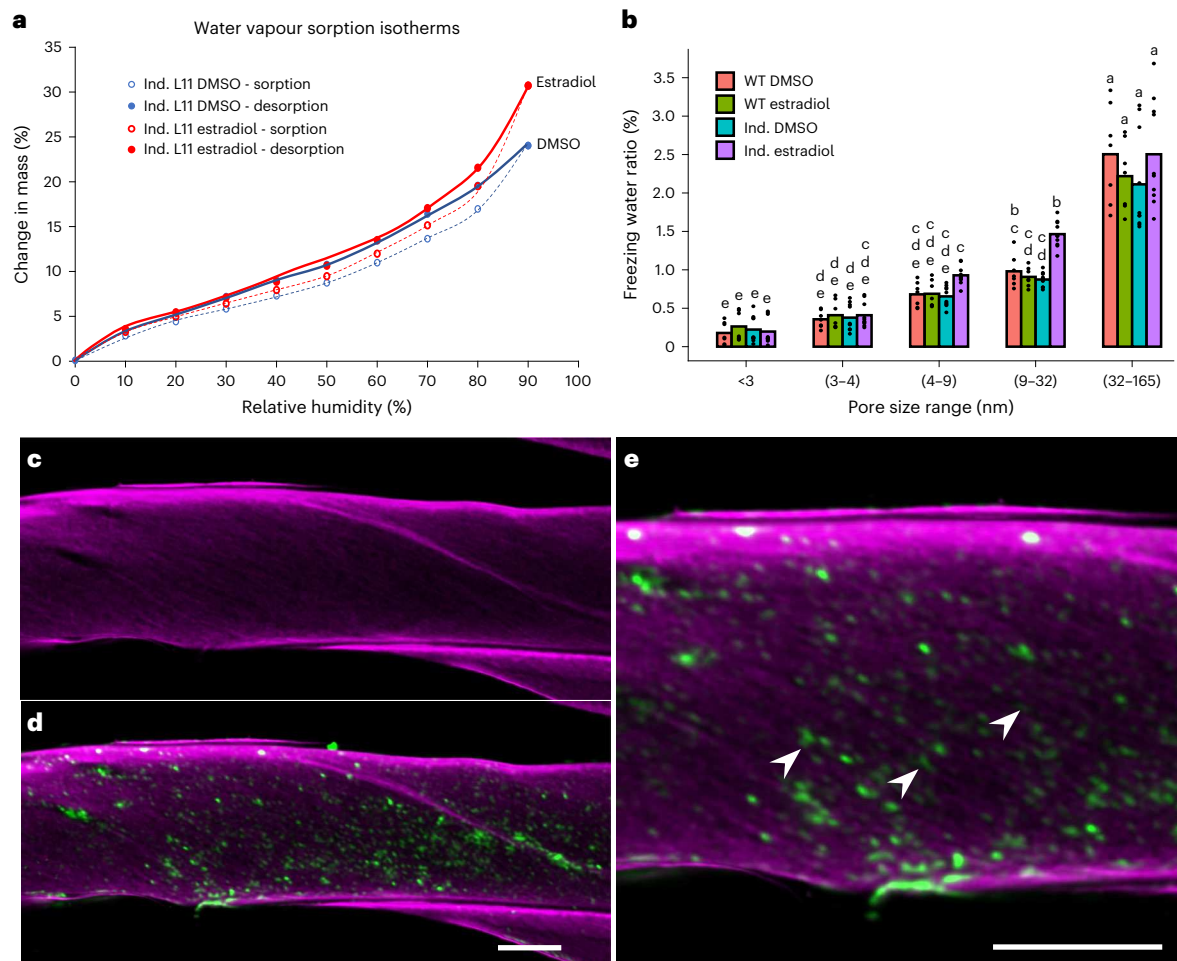 a
Water vapour sorption isotherms
35
30
25
20
15
10
5
0
Change in mass (%)
Ind. L11 DMSO - sorption
Ind. L11 DMSO - desorption
Ind. L11 estradiol - sorption
Ind. L11 estradiol - desorption
Estradiol
DMSO
0 10 20 30 40 50 60 70 80 90 100
Relative humidity (%)
b
3.5
3.0
2.5
2.0
1.5
1.0
0.5
0
Freezing water ratio (%)
WT DMSO
WT estradiol
Ind. DMSO
Ind. estradiol
e e e e
d d d c
e e e d
e
c c c c
d d d
e e e
b c c b
c d d
a a a a
<3 (3–4) (4–9) (9–32) (32–165)
Pore size range (nm)
c
d
e